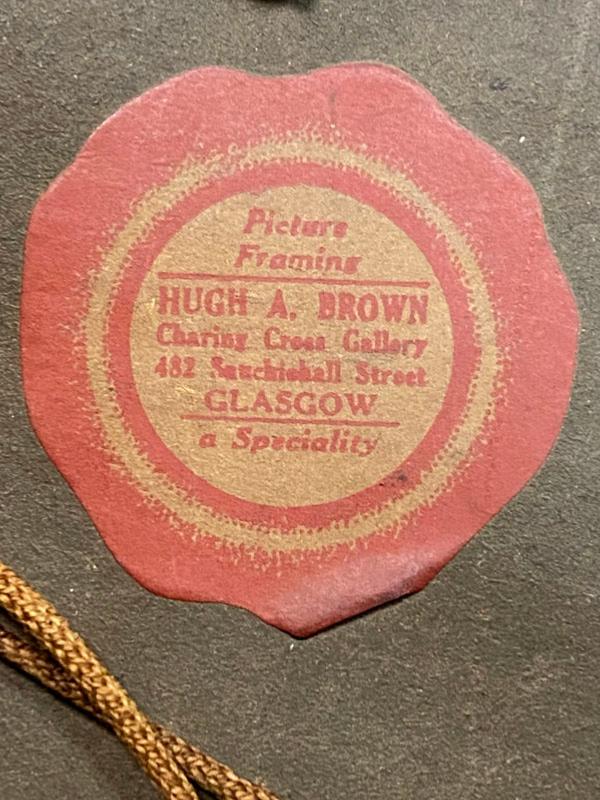 Picture
Framing
HUGH A. BROWN
Charing Cross Gallery
482 Sauchiehall Street
GLASGOW
a Speciality